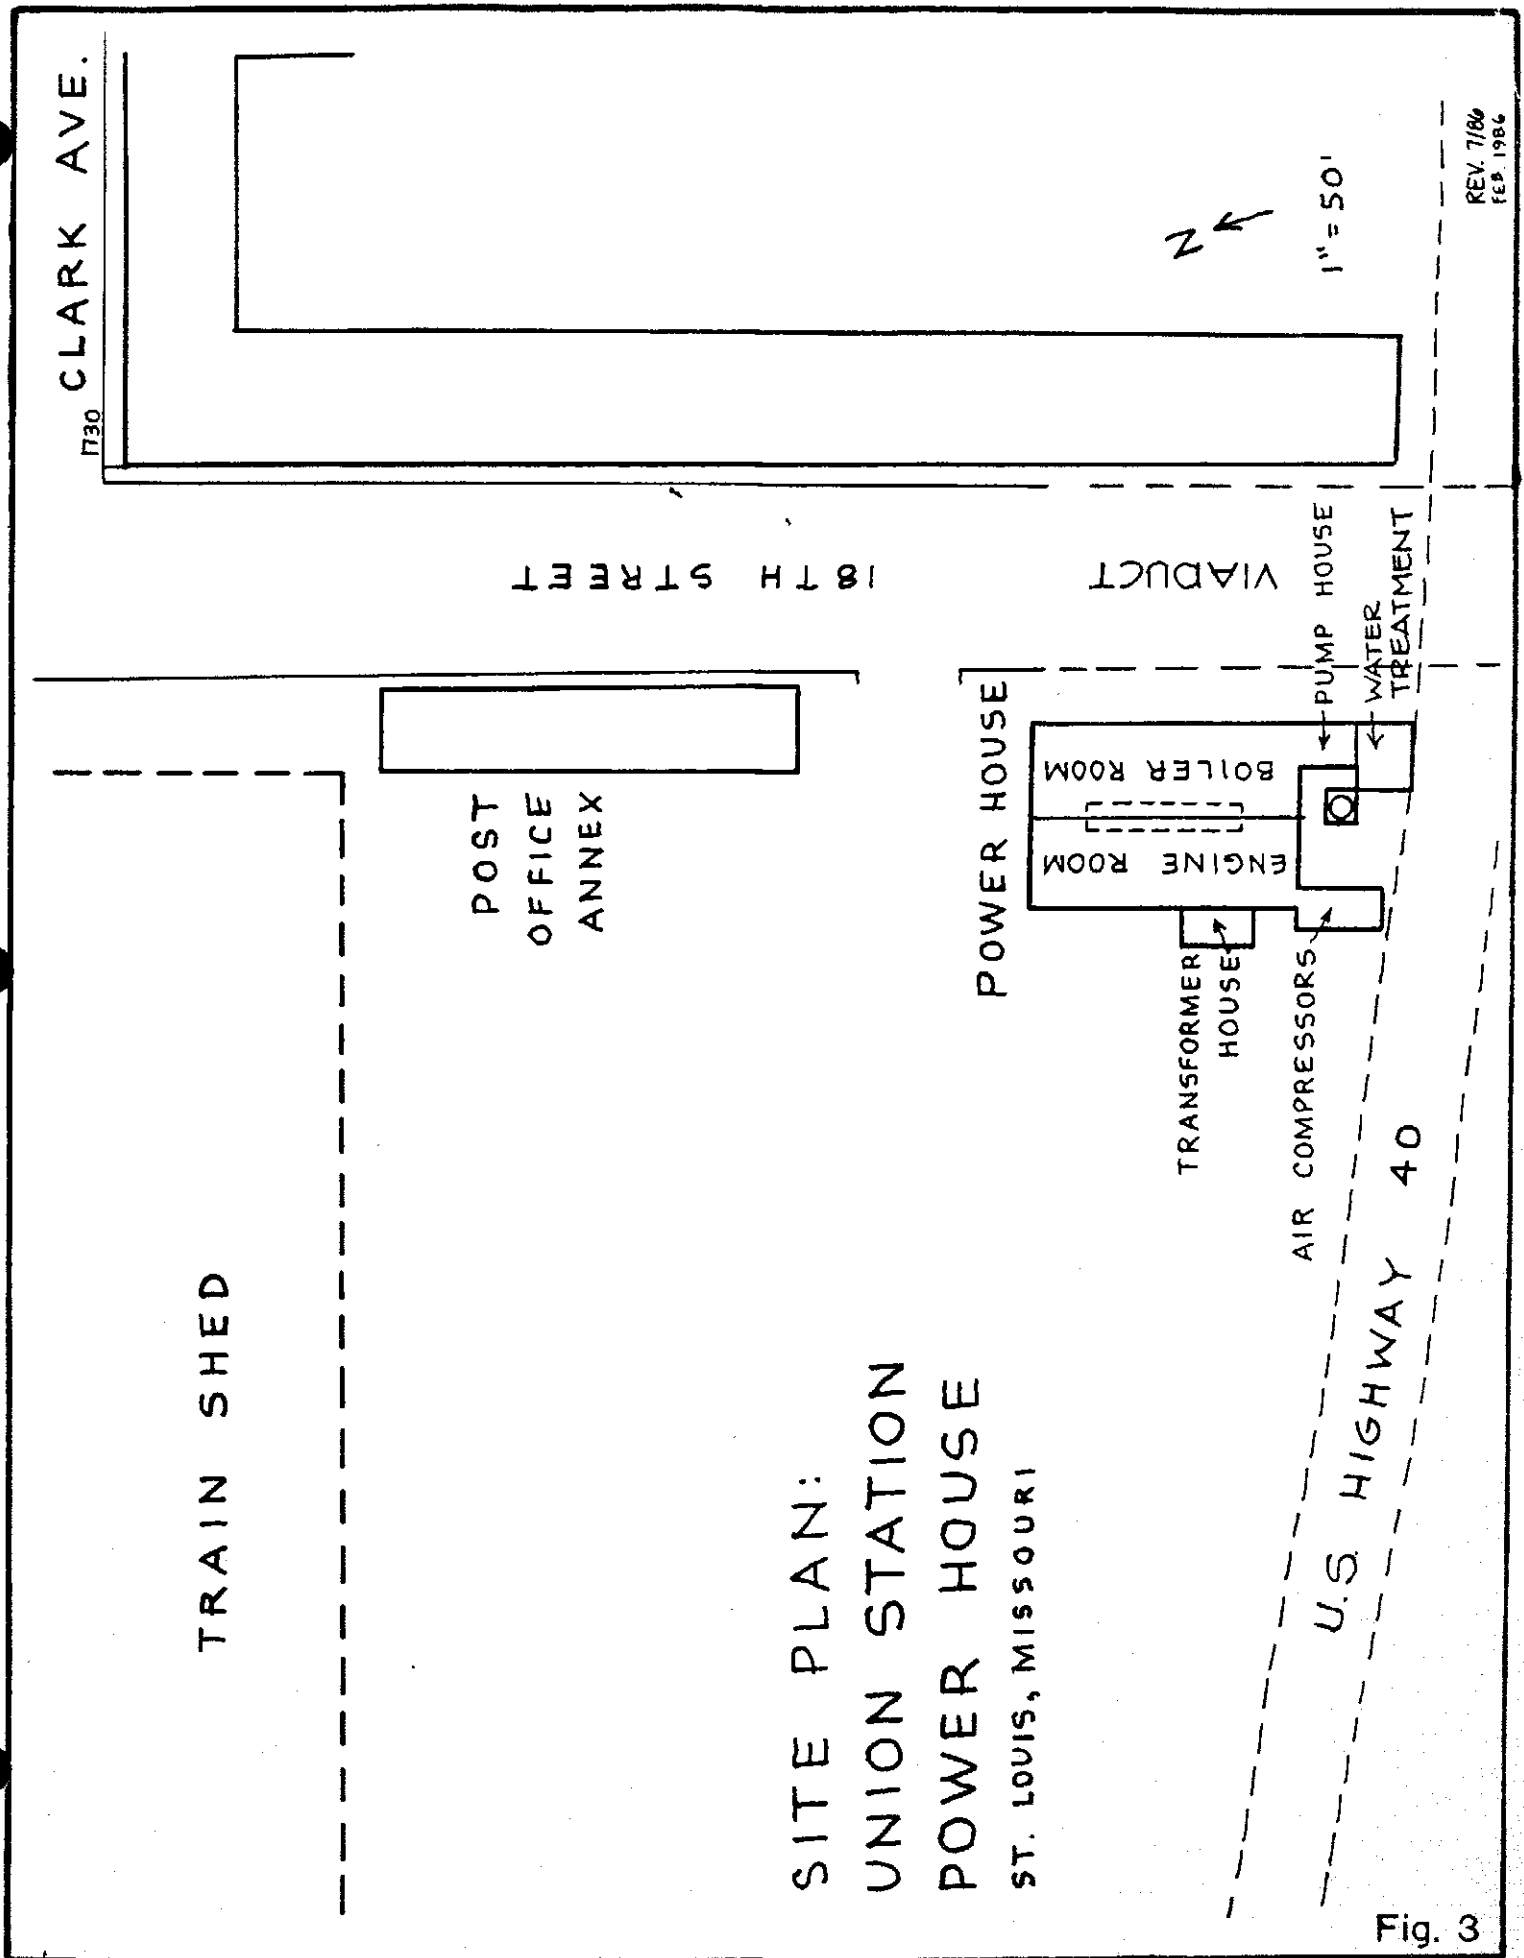 CLARK AVE.
1730
TRAIN SHED
POST
OFFICE
ANNEX
18TH STREET
VIADUCT
N
1" = 50'
POWER HOUSE
BOILER ROOM
ENGINE ROOM
PUMP HOUSE
WATER
TREATMENT
TRANSFORMER
HOUSE
AIR COMPRESSORS
U.S. HIGHWAY 40
SITE PLAN:
UNION STATION
POWER HOUSE
ST. LOUIS, MISSOURI
REV. 7/86
FEB. 1986
Fig. 3